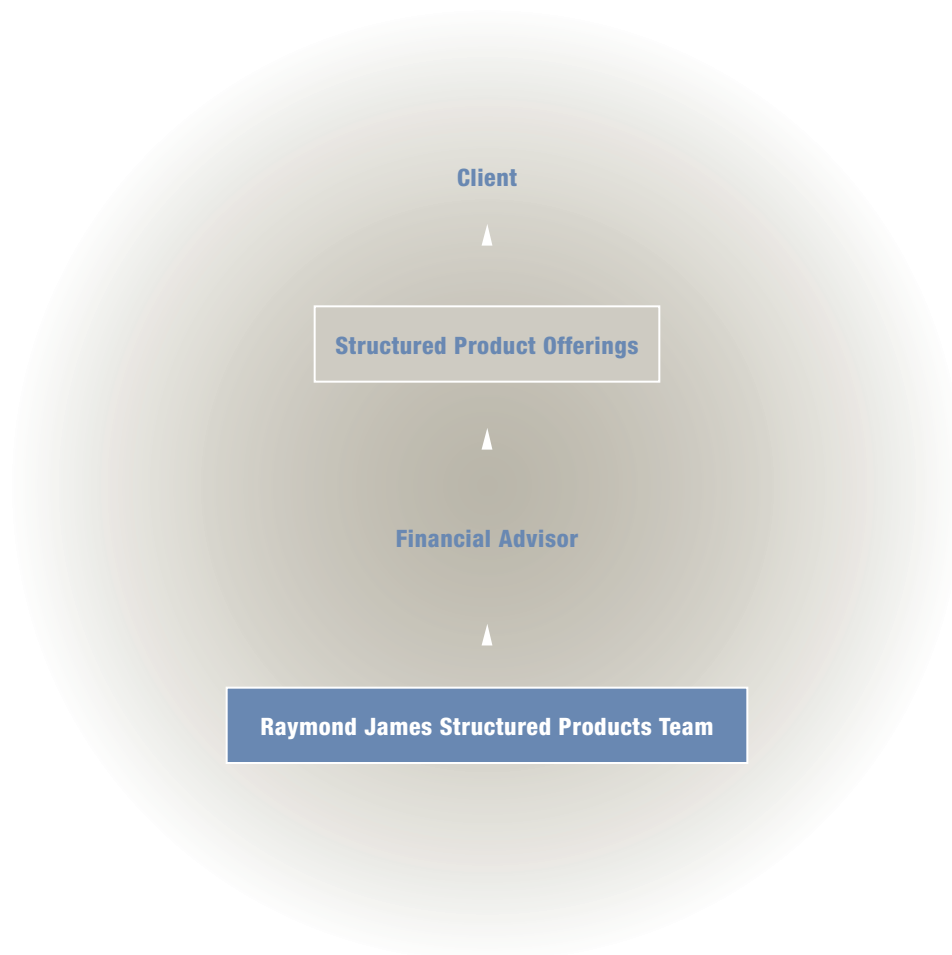 Client
Structured Product Offerings
Financial Advisor
Raymond James Structured Products Team